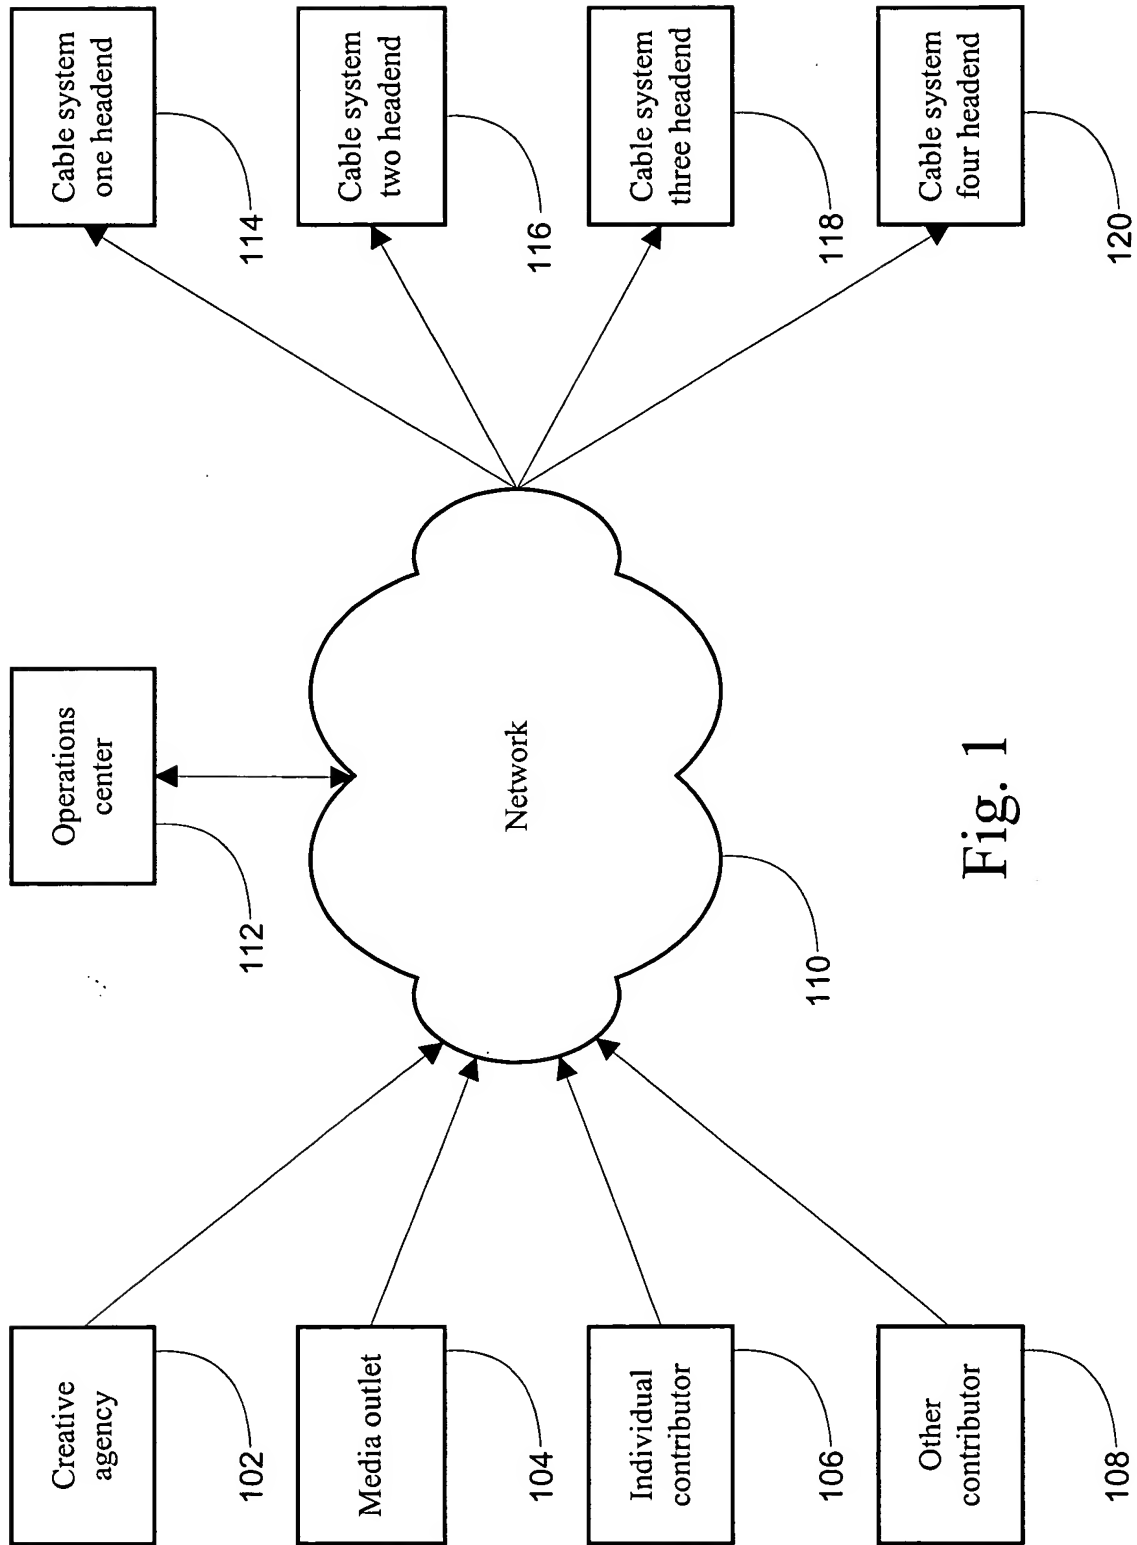 Creative
agency
102
Media outlet
104
Individual
contributor
106
Other
contributor
108
Operations
center
112
Network
110
Cable system
one headend
114
Cable system
two headend
116
Cable system
three headend
118
Cable system
four headend
120
Fig. 1